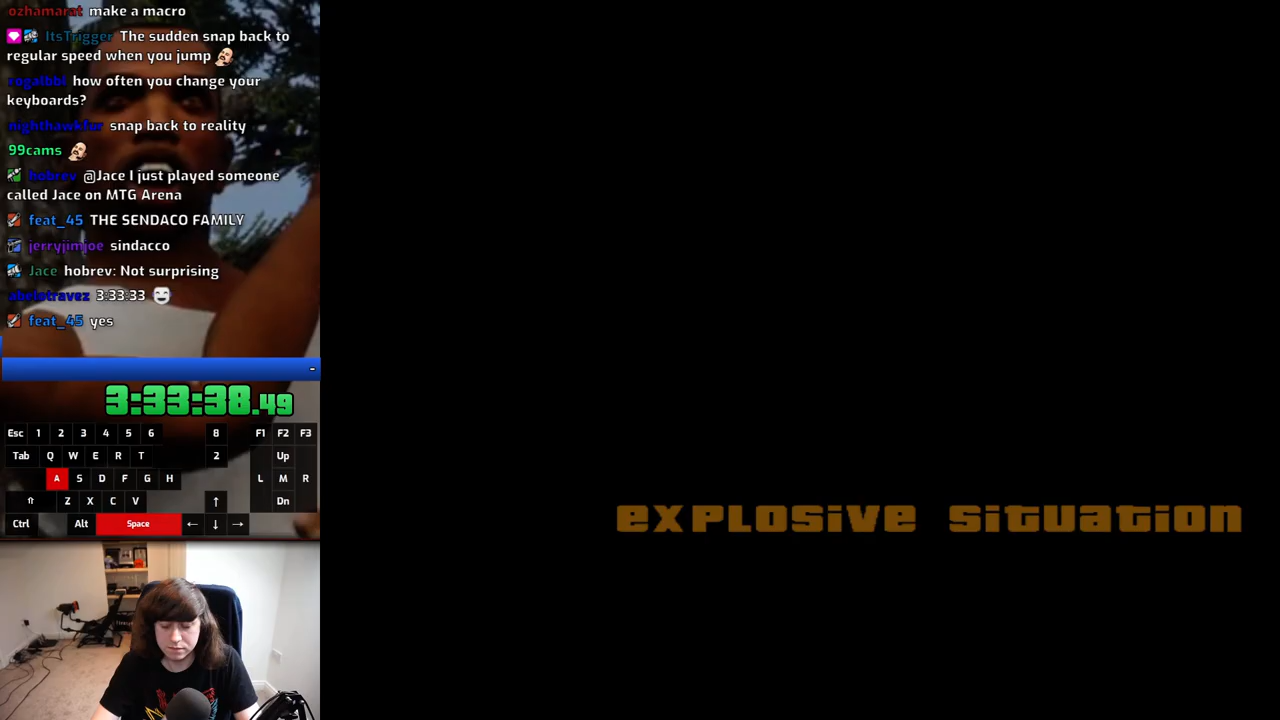 ozhamarat make a macro
ItsTrigger The sudden snap back to
regular speed when you jump
rogalbbl how often you change your
keyboards?
nighthawkfur snap back to reality
99cams
hobrev @Jace I just played someone
called Jace on MTG Arena
feat_45 THE SENDACO FAMILY
jerryjimjoe sindacco
Jace hobrev: Not surprising
abelotravez 3:33:33
feat_45 yes
-
3:33:38.49
Esc 1 2 3 4 5 6 8 F1 F2 F3
Tab Q W E R T 2 Up
A S D F G H L M R
⇧ Z X C V ↑ Dn
Ctrl Alt Space ← ↓ →
EXPLOSIVE SITUATION